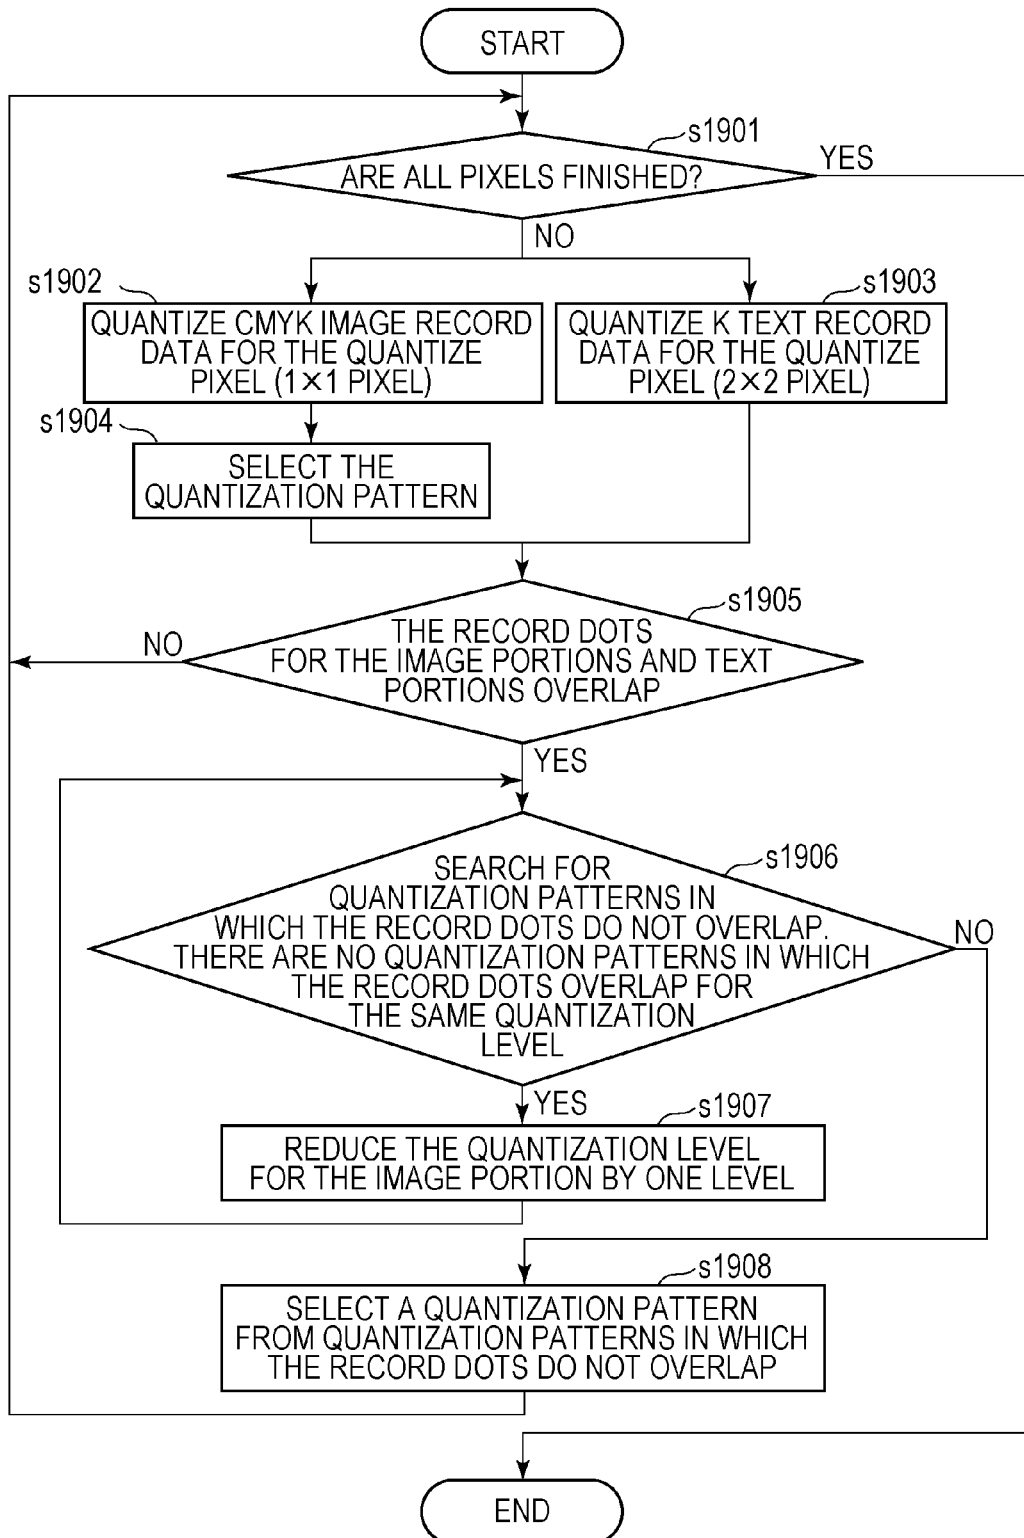 START
s1901
ARE ALL PIXELS FINISHED?
YES
NO
s1902
QUANTIZE CMYK IMAGE RECORD
DATA FOR THE QUANTIZE
PIXEL (1×1 PIXEL)
s1903
QUANTIZE K TEXT RECORD
DATA FOR THE QUANTIZE
PIXEL (2×2 PIXEL)
s1904
SELECT THE
QUANTIZATION PATTERN
s1905
THE RECORD DOTS
FOR THE IMAGE PORTIONS AND TEXT
PORTIONS OVERLAP
NO
YES
s1906
SEARCH FOR
QUANTIZATION PATTERNS IN
WHICH THE RECORD DOTS DO NOT OVERLAP.
THERE ARE NO QUANTIZATION PATTERNS IN WHICH
THE RECORD DOTS OVERLAP FOR
THE SAME QUANTIZATION
LEVEL
NO
YES
s1907
REDUCE THE QUANTIZATION LEVEL
FOR THE IMAGE PORTION BY ONE LEVEL
s1908
SELECT A QUANTIZATION PATTERN
FROM QUANTIZATION PATTERNS IN WHICH
THE RECORD DOTS DO NOT OVERLAP
END